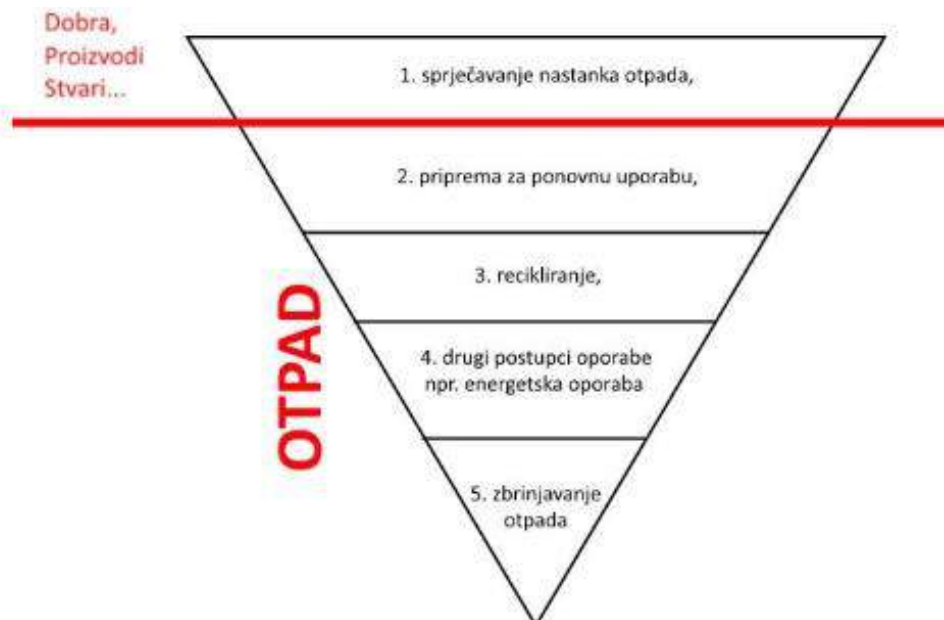 Dobra,
Proizvodi
Stvari...
1. sprječavanje nastanka otpada,
2. priprema za ponovnu uporabu,
3. recikliranje,
OTPAD
4. drugi postupci oporabe
npr. energetska oporaba
5. zbrinjavanje
otpada